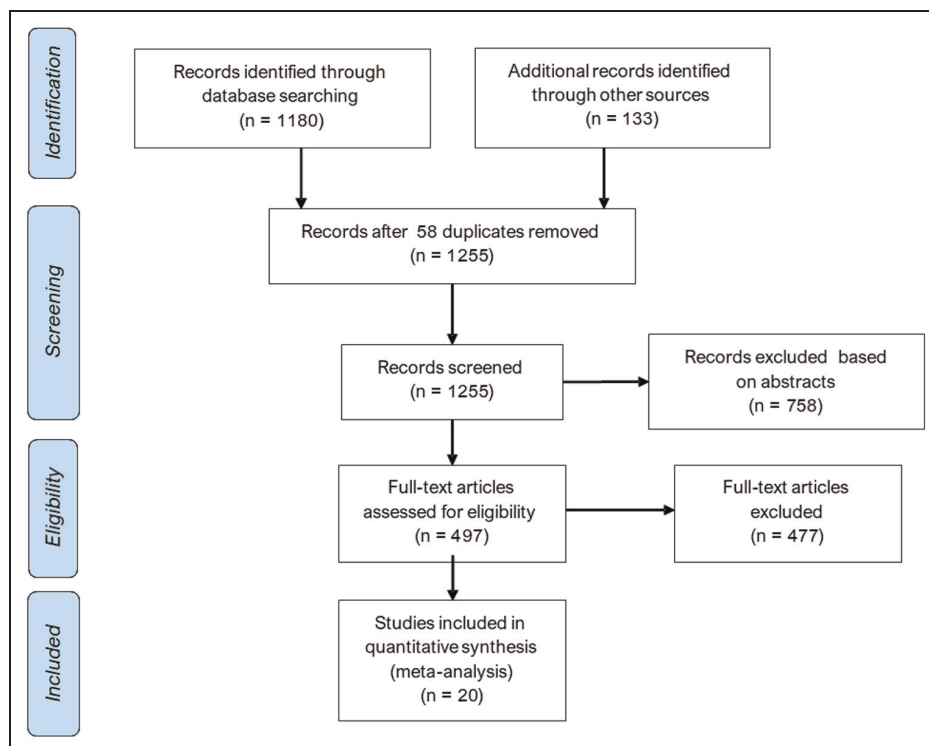 Identification
Records identified through
database searching
(n = 1180)
Additional records identified
through other sources
(n = 133)
Screening
Records after 58 duplicates removed
(n = 1255)
Records screened
(n = 1255)
Records excluded based
on abstracts
(n = 758)
Eligibility
Full-text articles
assessed for eligibility
(n = 497)
Full-text articles
excluded
(n = 477)
Included
Studies included in
quantitative synthesis
(meta-analysis)
(n = 20)